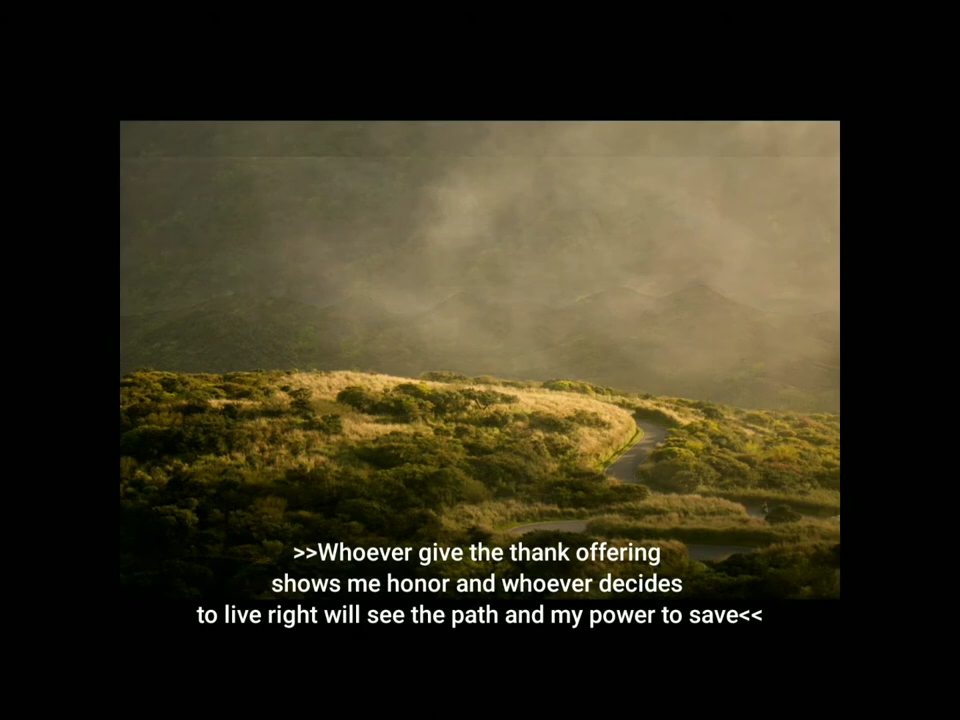 >>Whoever give the thank offering
shows me honor and whoever decides
to live right will see the path and my power to save<<